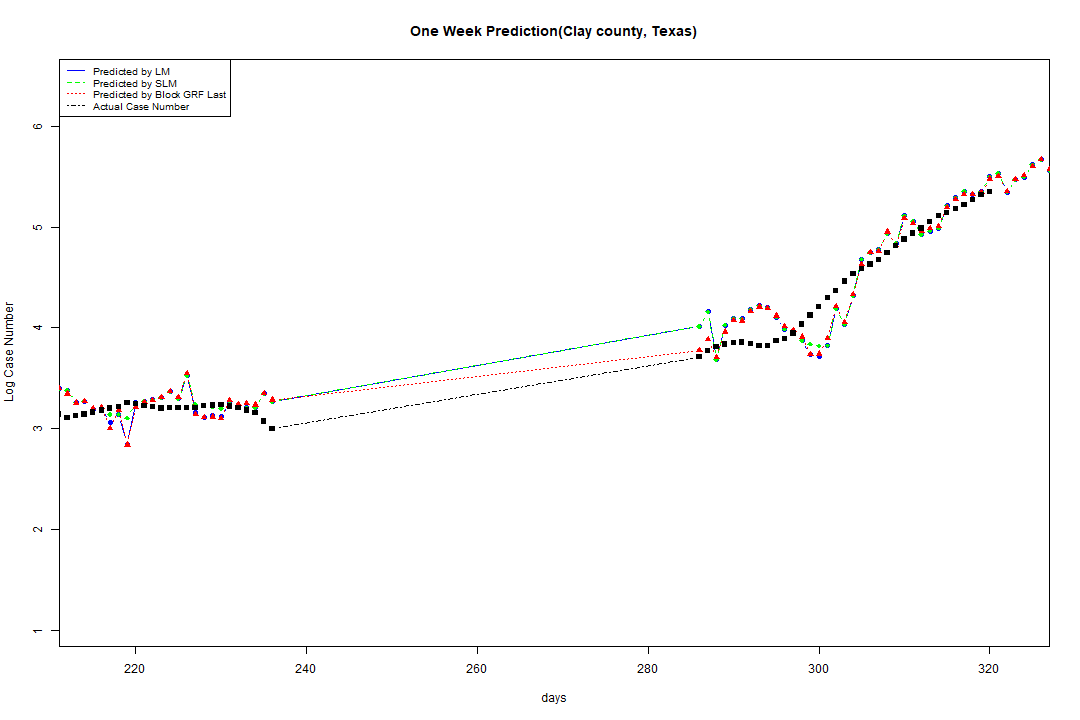 One Week Prediction(Clay county, Texas)
Predicted by LM
Predicted by SLM
Predicted by Block GRF Last
Actual Case Number
6
5
4
3
2
1
Log Case Number
220 240 260 280 300 320
days